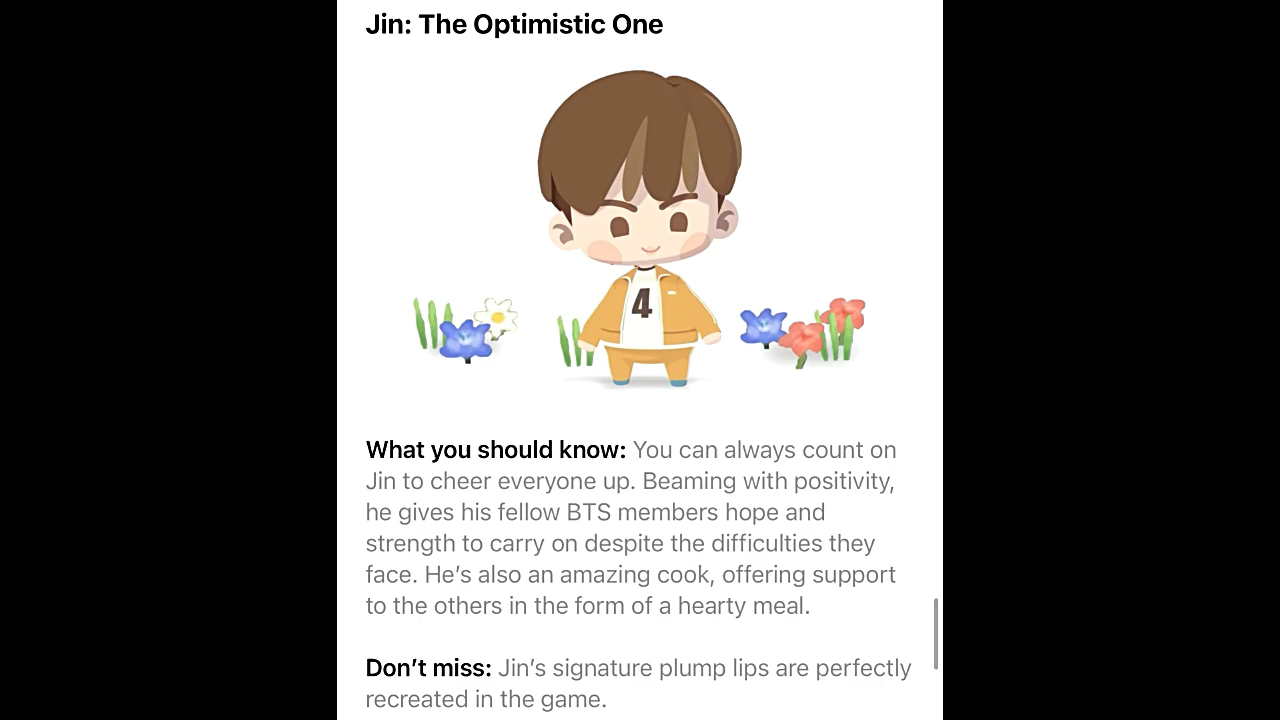 Jin: The Optimistic One
4
What you should know: You can always count on
Jin to cheer everyone up. Beaming with positivity,
he gives his fellow BTS members hope and
strength to carry on despite the difficulties they
face. He’s also an amazing cook, offering support
to the others in the form of a hearty meal.
Don’t miss: Jin’s signature plump lips are perfectly
recreated in the game.